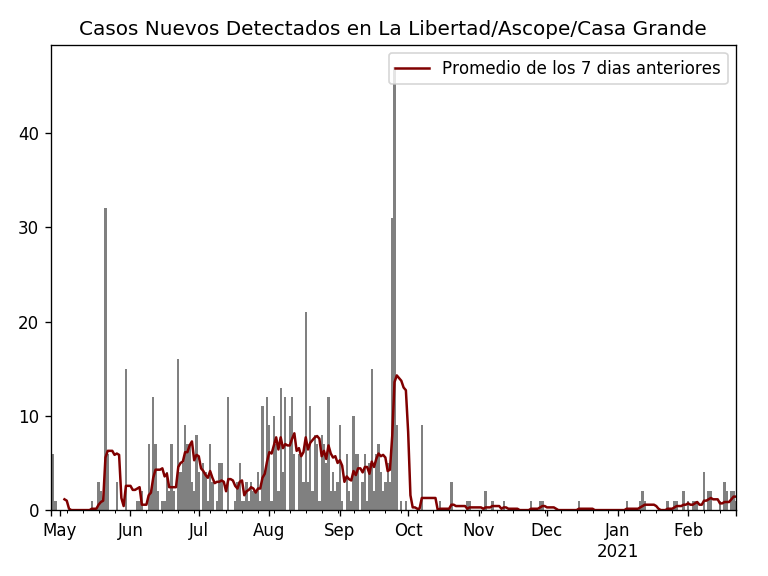 Casos Nuevos Detectados en La Libertad/Ascope/Casa Grande
Promedio de los 7 dias anteriores
40
30
20
10
0
May Jun Jul Aug Sep Oct Nov Dec Jan Feb
2021